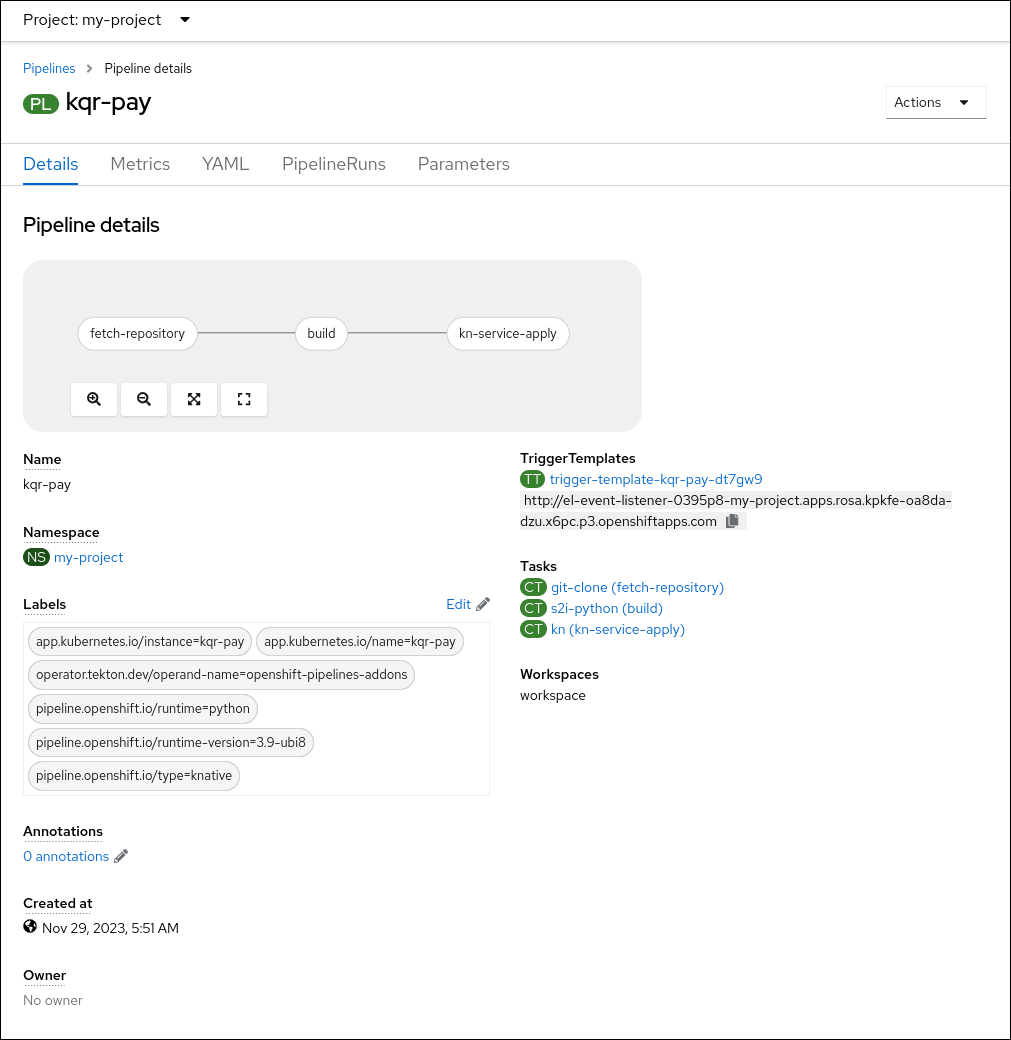 Project: my-project
Pipelines > Pipeline details
PL kqr-pay
Actions
Details Metrics YAML PipelineRuns Parameters
Pipeline details
fetch-repository build kn-service-apply
Name
kqr-pay
Namespace
NS my-project
Labels Edit
app.kubernetes.io/instance=kqr-pay app.kubernetes.io/name=kqr-pay
operator.tekton.dev/operand-name=openshift-pipelines-addons
pipeline.openshift.io/runtime=python
pipeline.openshift.io/runtime-version=3.9-ubi8
pipeline.openshift.io/type=knative
Annotations
0 annotations
Created at
Nov 29, 2023, 5:51 AM
Owner
No owner
TriggerTemplates
TT trigger-template-kqr-pay-dt7gw9
http://el-event-listener-0395p8-my-project.apps.rosa.kpkfe-oa8da-
dzu.x6pc.p3.openshiftapps.com
Tasks
CT git-clone (fetch-repository)
CT s2i-python (build)
CT kn (kn-service-apply)
Workspaces
workspace